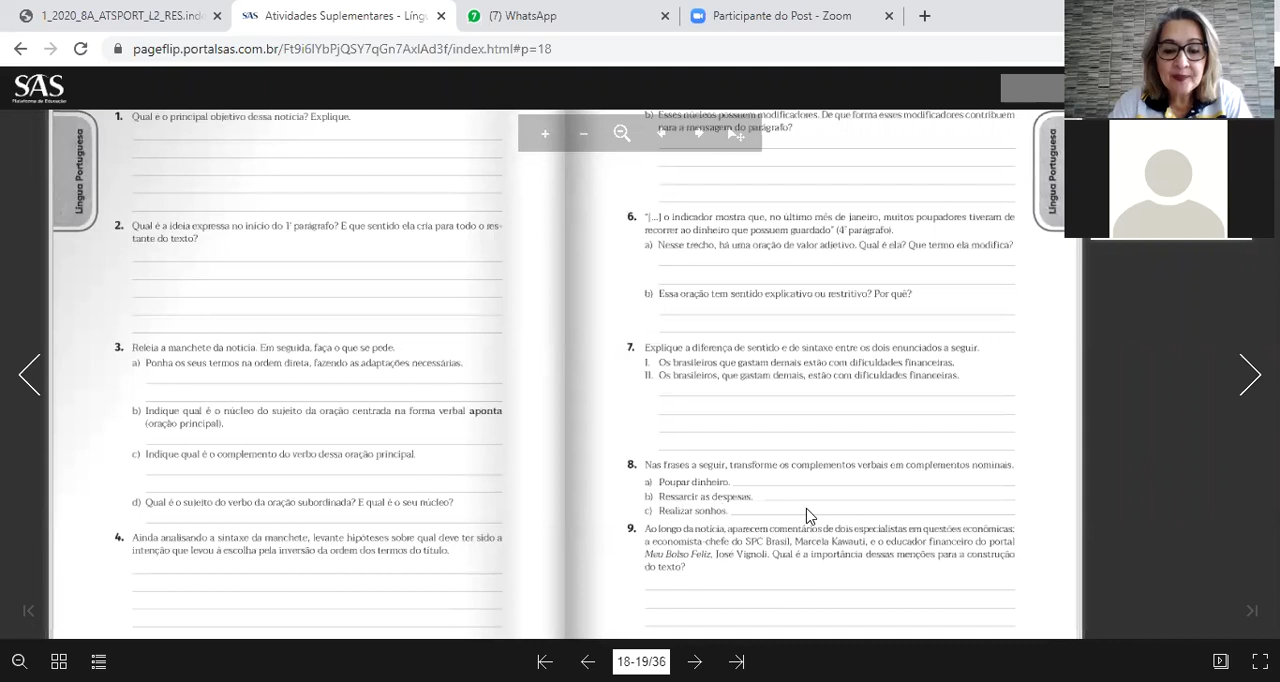 1_2020_8A_ATSPORT_L2_RES.ind
Atividades Suplementares - Líng
(7) WhatsApp
Participante do Post - Zoom
pageflip.portalsas.com.br/Ft9i6lYbPjQSY7qGn7AxlAd3f/index.html#p=18
SAS
Plataforma de Educação
Língua Portuguesa
1. Qual é o principal objetivo dessa notícia? Explique.
2. Qual é a ideia expressa no início do 1º parágrafo? E que sentido ela cria para todo o res-
tante do texto?
3. Releia a manchete da notícia. Em seguida, faça o que se pede.
a) Ponha os seus termos na ordem direta, fazendo as adaptações necessárias.
b) Indique qual é o núcleo do sujeito da oração centrada na forma verbal aponta
(oração principal).
c) Indique qual é o complemento do verbo dessa oração principal.
d) Qual é o sujeito do verbo da oração subordinada? E qual é o seu núcleo?
4. Ainda analisando a sintaxe da manchete, levante hipóteses sobre qual deve ter sido a
intenção que levou à escolha pela inversão da ordem dos termos do título.
b) Esses núcleos possuem modificadores. De que forma esses modificadores contribuem
para a mensagem do parágrafo?
6. "[...] o indicador mostra que, no último mês de janeiro, muitos poupadores tiveram de
recorrer ao dinheiro que possuem guardado" (4º parágrafo).
a) Nesse trecho, há uma oração de valor adjetivo. Qual é ela? Que termo ela modifica?
b) Essa oração tem sentido explicativo ou restritivo? Por quê?
7. Explique a diferença de sentido e de sintaxe entre os dois enunciados a seguir.
I. Os brasileiros que gastam demais estão com dificuldades financeiras.
II. Os brasileiros, que gastam demais, estão com dificuldades financeiras.
8. Nas frases a seguir, transforme os complementos verbais em complementos nominais.
a) Poupar dinheiro.
b) Ressarcir as despesas.
c) Realizar sonhos.
9. Ao longo da notícia, aparecem comentários de dois especialistas em questões econômicas:
a economista-chefe do SPC Brasil, Marcela Kawauti, e o educador financeiro do portal
Meu Bolso Feliz, José Vignoli. Qual é a importância dessas menções para a construção
do texto?
Língua Portuguesa
18-19/36